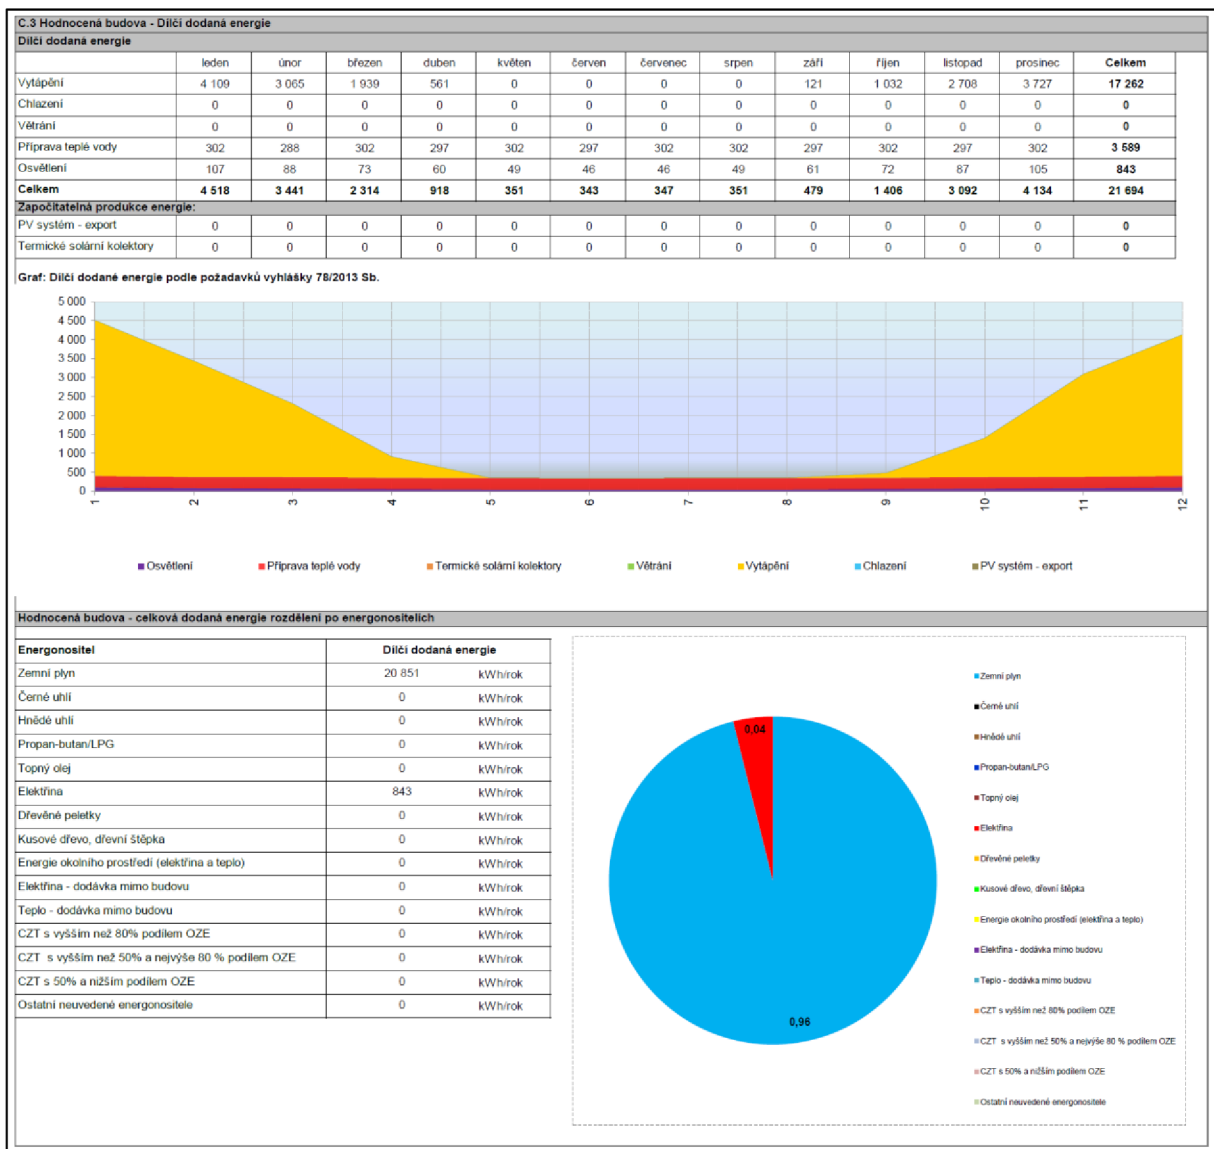 C.3 Hodnocená budova - Dílčí dodaná energie
Dílčí dodaná energie
leden únor březen duben květen červen červenec srpen září říjen listopad prosinec Celkem
Vytápění 4 109 3 065 1 939 561 0 0 0 0 121 1 032 2 708 3 727 17 262
Chlazení 0 0 0 0 0 0 0 0 0 0 0 0 0
Větrání 0 0 0 0 0 0 0 0 0 0 0 0 0
Příprava teplé vody 302 288 302 297 302 297 302 302 297 302 297 302 3 589
Osvětlení 107 88 73 60 49 46 46 49 61 72 87 105 843
Celkem 4 518 3 441 2 314 918 351 343 347 351 479 1 406 3 092 4 134 21 694
Započitatelná produkce energie:
PV systém - export 0 0 0 0 0 0 0 0 0 0 0 0 0
Termické solární kolektory 0 0 0 0 0 0 0 0 0 0 0 0 0
Graf: Dílčí dodané energie podle požadavků vyhlášky 78/2013 Sb.
5 000
4 500
4 000
3 500
3 000
2 500
2 000
1 500
1 000
500
0
1 2 3 4 5 6 7 8 9 10 11 12
Osvětlení Příprava teplé vody Termické solární kolektory Větrání Vytápění Chlazení PV systém - export
Hodnocená budova - celková dodaná energie rozdělení po energonositelích
Energonositel Dílčí dodaná energie
Zemní plyn 20 851 kWh/rok
Černé uhlí 0 kWh/rok
Hnědé uhlí 0 kWh/rok
Propan-butan/LPG 0 kWh/rok
Topný olej 0 kWh/rok
Elektřina 843 kWh/rok
Dřevěné peletky 0 kWh/rok
Kusové dřevo, dřevní štěpka 0 kWh/rok
Energie okolního prostředí (elektřina a teplo) 0 kWh/rok
Elektřina - dodávka mimo budovu 0 kWh/rok
Teplo - dodávka mimo budovu 0 kWh/rok
CZT s vyšším než 80% podílem OZE 0 kWh/rok
CZT  s vyšším než 50% a nejvýše 80 % podílem OZE 0 kWh/rok
CZT s 50% a nižším podílem OZE 0 kWh/rok
Ostatní neuvedené energonositele 0 kWh/rok
0,04
0,96
Zemní plyn
Černé uhlí
Hnědé uhlí
Propan-butan/LPG
Topný olej
Elektřina
Dřevěné peletky
Kusové dřevo, dřevní štěpka
Energie okolního prostředí (elektřina a teplo)
Elektřina - dodávka mimo budovu
Teplo - dodávka mimo budovu
CZT s vyšším než 80% podílem OZE
CZT  s vyšším než 50% a nejvýše 80 % podílem OZE
CZT s 50% a nižším podílem OZE
Ostatní neuvedené energonositele